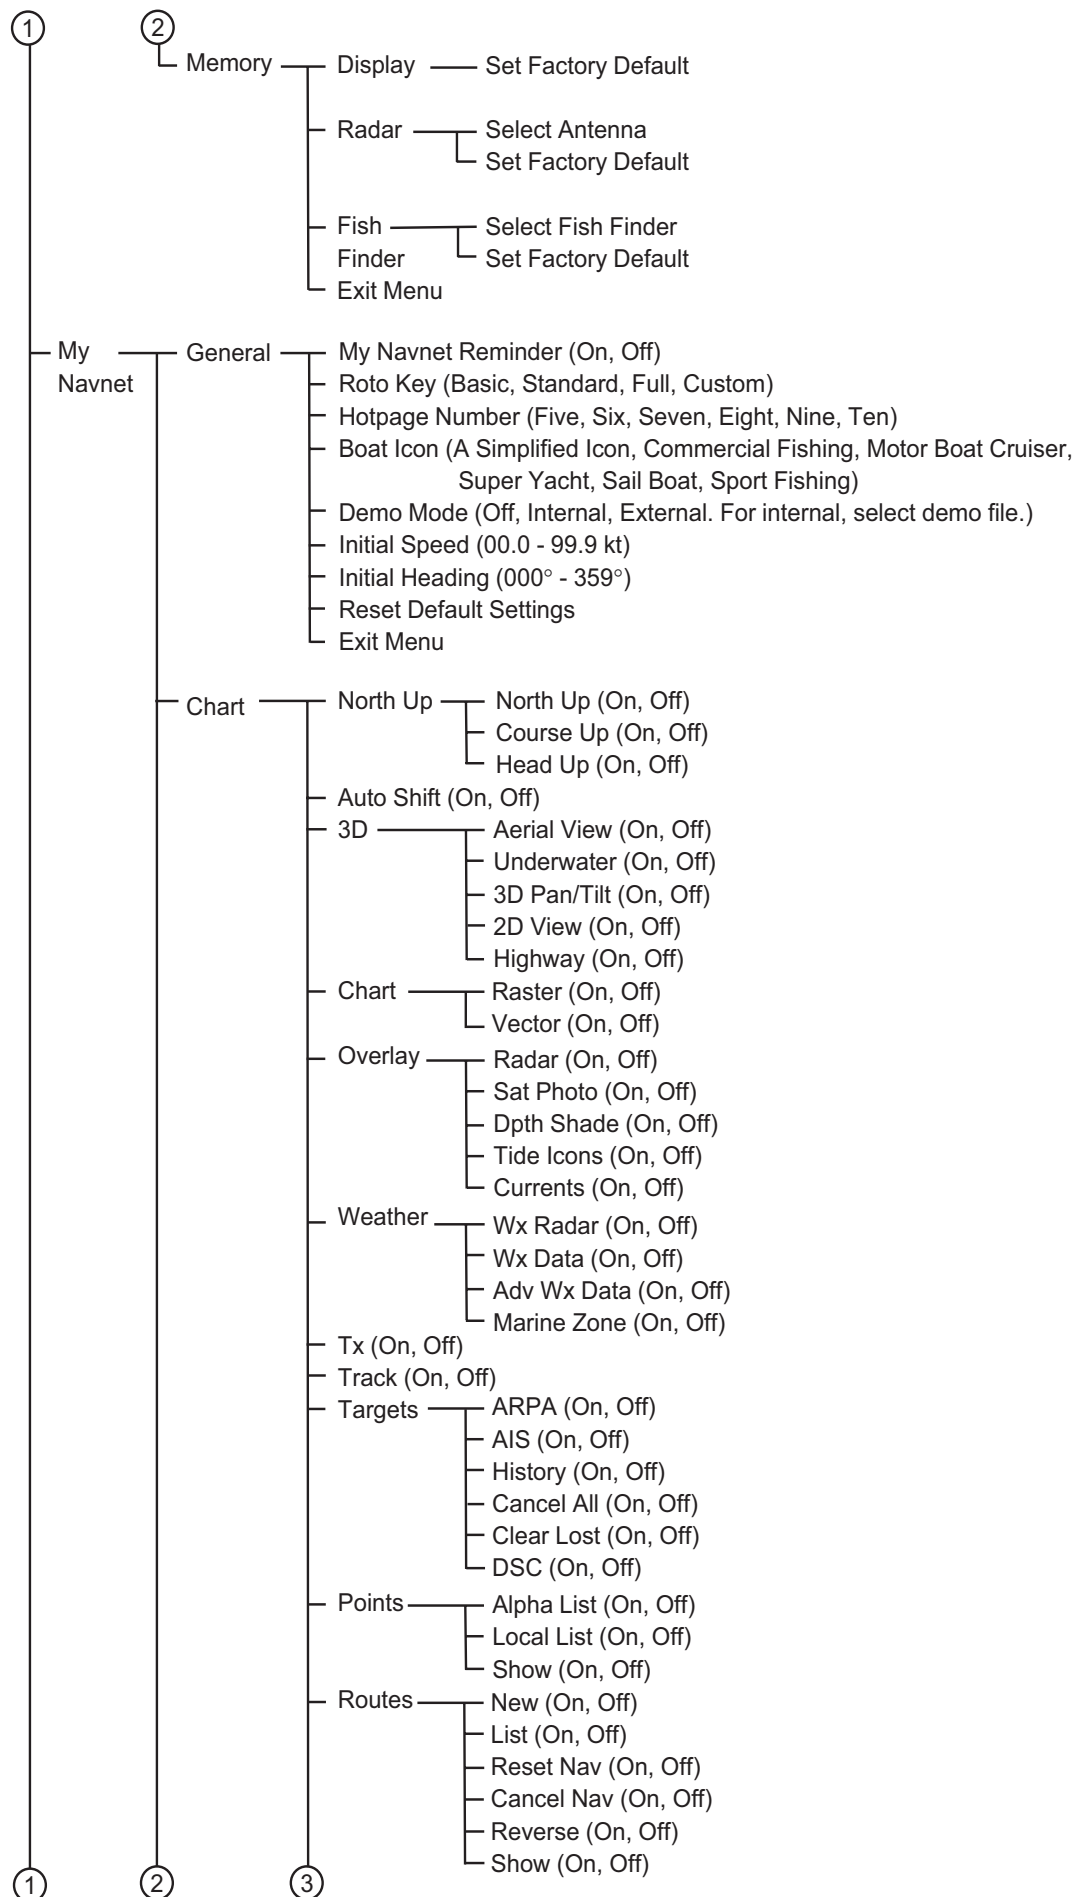 1 2
Memory Display Set Factory Default
Radar Select Antenna
Set Factory Default
Fish Select Fish Finder
Finder Set Factory Default
Exit Menu
My General My Navnet Reminder (On, Off)
Navnet Roto Key (Basic, Standard, Full, Custom)
Hotpage Number (Five, Six, Seven, Eight, Nine, Ten)
Boat Icon (A Simplified Icon, Commercial Fishing, Motor Boat Cruiser,
Super Yacht, Sail Boat, Sport Fishing)
Demo Mode (Off, Internal, External. For internal, select demo file.)
Initial Speed (00.0 - 99.9 kt)
Initial Heading (000° - 359°)
Reset Default Settings
Exit Menu
Chart North Up North Up (On, Off)
Course Up (On, Off)
Head Up (On, Off)
Auto Shift (On, Off)
3D Aerial View (On, Off)
Underwater (On, Off)
3D Pan/Tilt (On, Off)
2D View (On, Off)
Highway (On, Off)
Chart Raster (On, Off)
Vector (On, Off)
Overlay Radar (On, Off)
Sat Photo (On, Off)
Dpth Shade (On, Off)
Tide Icons (On, Off)
Currents (On, Off)
Weather Wx Radar (On, Off)
Wx Data (On, Off)
Adv Wx Data (On, Off)
Marine Zone (On, Off)
Tx (On, Off)
Track (On, Off)
Targets ARPA (On, Off)
AIS (On, Off)
History (On, Off)
Cancel All (On, Off)
Clear Lost (On, Off)
DSC (On, Off)
Points Alpha List (On, Off)
Local List (On, Off)
Show (On, Off)
Routes New (On, Off)
List (On, Off)
Reset Nav (On, Off)
Cancel Nav (On, Off)
Reverse (On, Off)
Show (On, Off)
1 2 3